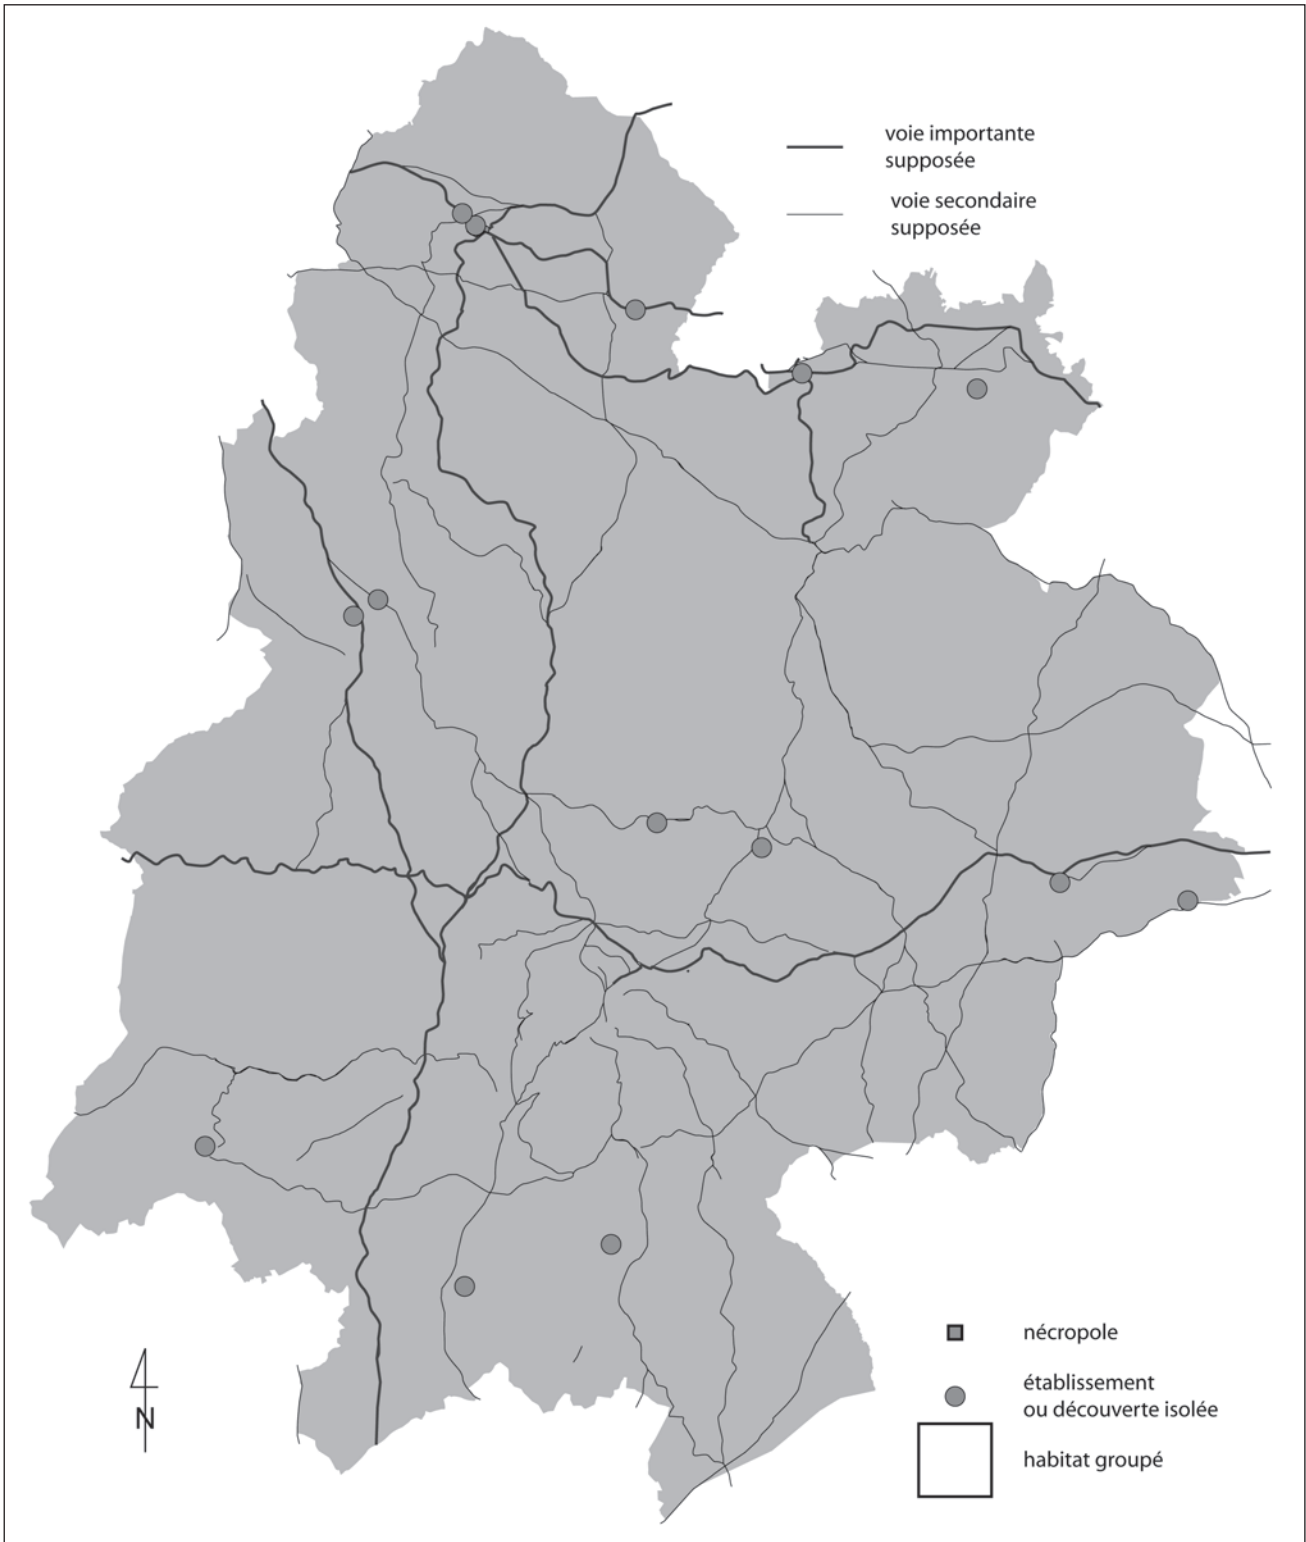 voie importante
supposée
voie secondaire
supposée
nécropole
établissement
ou découverte isolée
habitat groupé
N